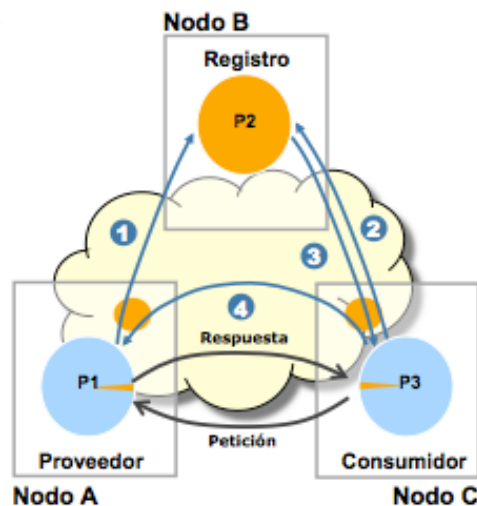 Nodo B
Registro
P2
1
2
3
4
Respuesta
P1
P3
Petición
Proveedor
Consumidor
Nodo A
Nodo C